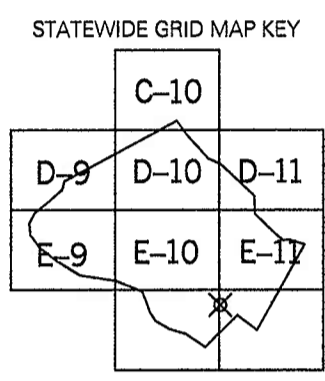 STATEWIDE GRID MAP KEY
C–10
D–9 D–10 D–11
E–9 E–10 E–11